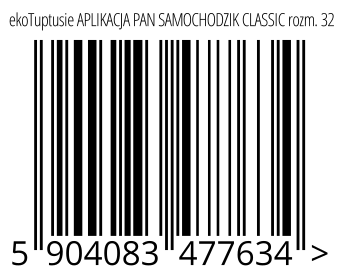 ekoTuptusie APLIKACJA PAN SAMOCHODZIK CLASSIC rozm. 32
5 904083 477634 >